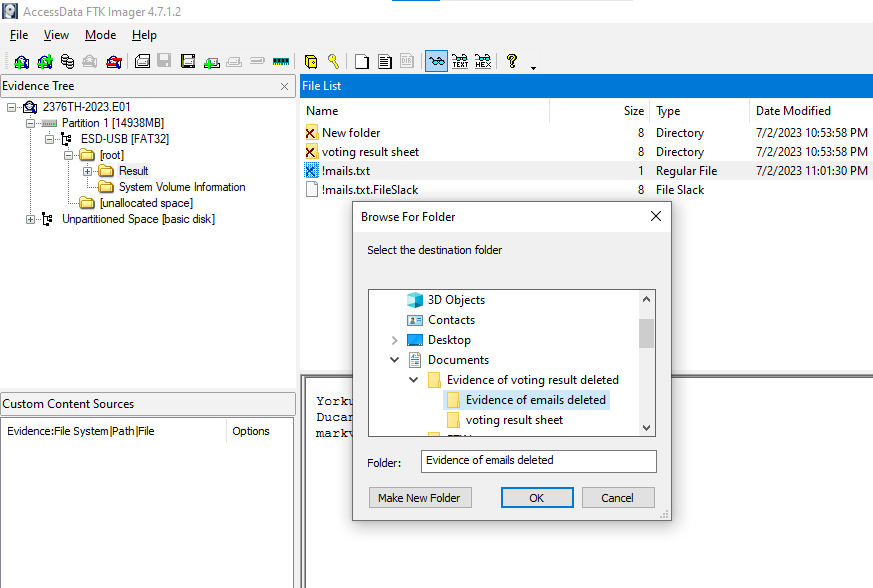 AccessData FTK Imager 4.7.1.2
File View Mode Help
TEXT HEX
Evidence Tree
2376TH-2023.E01
Partition 1 [14938MB]
ESD-USB [FAT32]
[root]
Result
System Volume Information
[unallocated space]
Unpartitioned Space [basic disk]
Custom Content Sources
Evidence:File System|Path|File Options
File List
Name Size Type Date Modified
New folder 8 Directory 7/2/2023 10:53:58 PM
voting result sheet 8 Directory 7/2/2023 10:53:58 PM
!mails.txt 1 Regular File 7/2/2023 11:01:30 PM
!mails.txt.FileSlack 8 File Slack
Browse For Folder
Select the destination folder
3D Objects
Contacts
Desktop
Documents
Evidence of voting result deleted
Evidence of emails deleted
voting result sheet
Folder: Evidence of emails deleted
Make New Folder OK Cancel